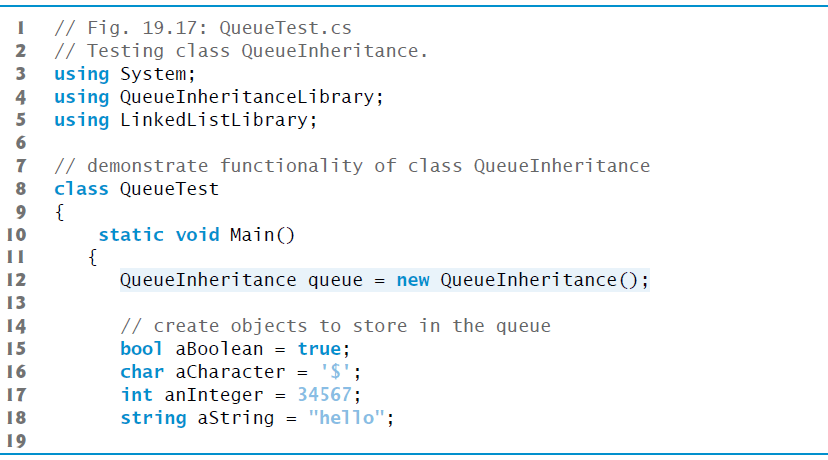 1 // Fig. 19.17: QueueTest.cs
2 // Testing class QueueInheritance.
3 using System;
4 using QueueInheritanceLibrary;
5 using LinkedListLibrary;
6
7 // demonstrate functionality of class QueueInheritance
8 class QueueTest
9 {
10 static void Main()
11 {
12 QueueInheritance queue = new QueueInheritance();
13
14 // create objects to store in the queue
15 bool aBoolean = true;
16 char aCharacter = '$';
17 int anInteger = 34567;
18 string aString = "hello";
19